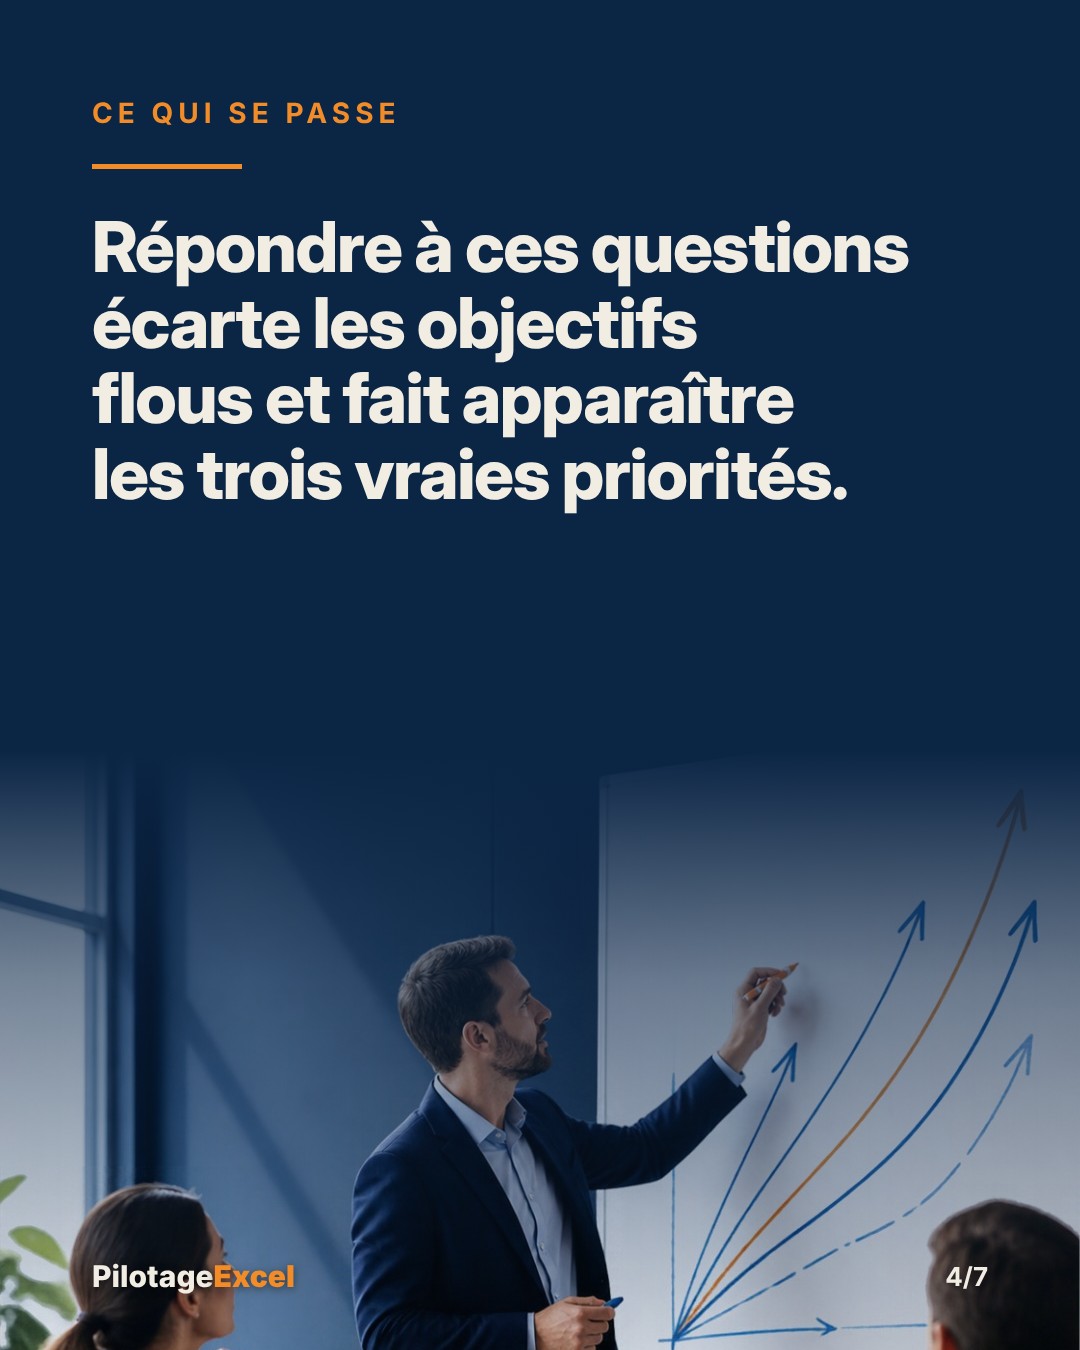 CE QUI SE PASSE
Répondre à ces questions
écarte les objectifs
flous et fait apparaître
les trois vraies priorités.
PilotageExcel
4/7